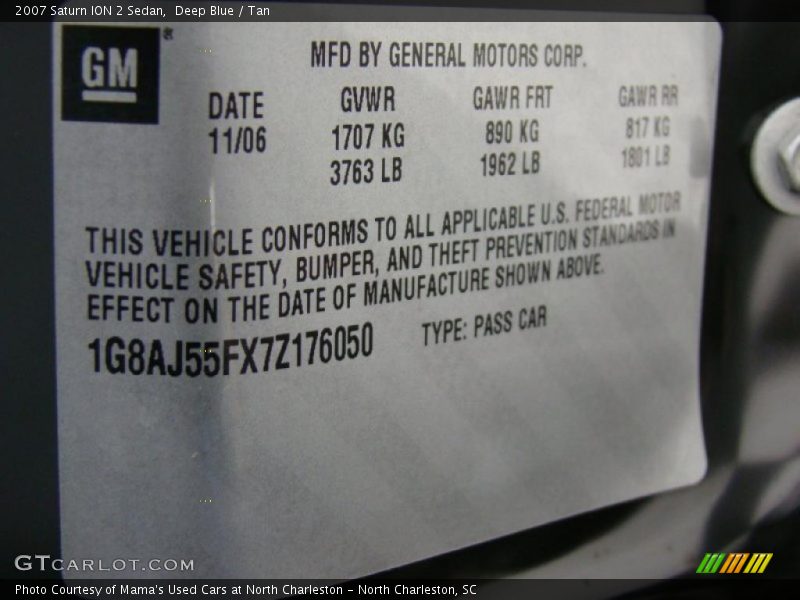 2007 Saturn ION 2 Sedan, Deep Blue / Tan
GM®
MFD BY GENERAL MOTORS CORP.
DATE GVWR GAWR FRT GAWR RR
11/06 1707 KG 890 KG 817 KG
3763 LB 1962 LB 1801 LB
THIS VEHICLE CONFORMS TO ALL APPLICABLE U.S. FEDERAL MOTOR
VEHICLE SAFETY, BUMPER, AND THEFT PREVENTION STANDARDS IN
EFFECT ON THE DATE OF MANUFACTURE SHOWN ABOVE.
1G8AJ55FX7Z176050 TYPE: PASS CAR
GTCARLOT.COM
Photo Courtesy of Mama's Used Cars at North Charleston – North Charleston, SC